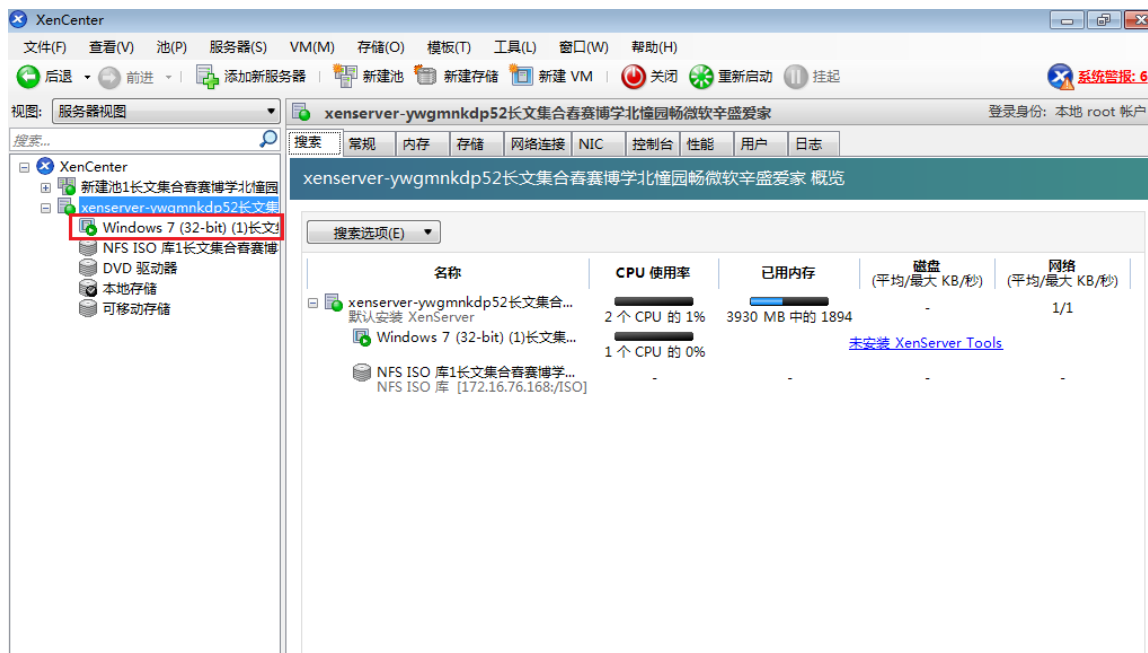 XenCenter
文件(F) 查看(V) 池(P) 服务器(S) VM(M) 存储(O) 模板(T) 工具(L) 窗口(W) 帮助(H)
后退 前进 添加新服务器 新建池 新建存储 新建 VM 关闭 重新启动 挂起 系统警报: 6
视图: 服务器视图
xenserver-ywgmnkdp52长文集合春赛博学北憧园畅微软辛盛爱家
登录身份: 本地 root 帐户
搜索...
搜索 常规 内存 存储 网络连接 NIC 控制台 性能 用户 日志
XenCenter
新建池1长文集合春赛博学北憧园
xenserver-ywgmnkdp52长文集
Windows 7 (32-bit) (1)长文
NFS ISO 库1长文集合春赛博
DVD 驱动器
本地存储
可移动存储
xenserver-ywgmnkdp52长文集合春赛博学北憧园畅微软辛盛爱家 概览
搜索选项(E)
名称 CPU 使用率 已用内存 磁盘 网络
(平均/最大 KB/秒) (平均/最大 KB/秒)
xenserver-ywgmnkdp52长文集合...
默认安装 XenServer
2 个 CPU 的 1% 3930 MB 中的 1894 - 1/1
Windows 7 (32-bit) (1)长文集...
1 个 CPU 的 0%
未安装 XenServer Tools
NFS ISO 库1长文集合春赛博学...
NFS ISO 库 [172.16.76.168:/ISO]
- - - -